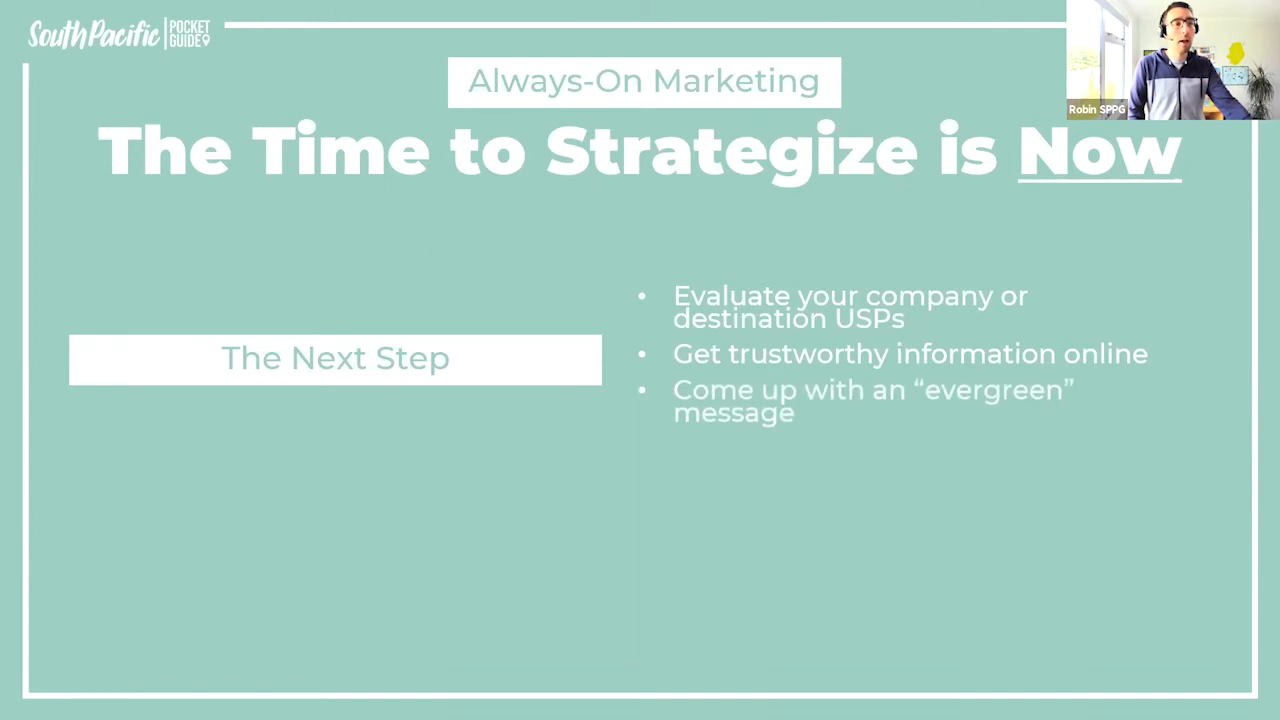 South Pacific POCKET
GUIDE
Robin SPPG
Always-On Marketing
The Time to Strategize is Now
The Next Step
• Evaluate your company or
destination USPs
• Get trustworthy information online
• Come up with an “evergreen”
message